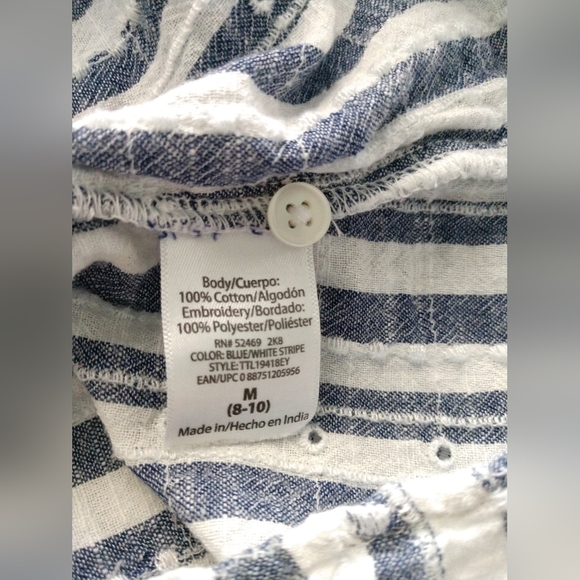 Body/Cuerpo:
100% Cotton/Algodón
Embroidery/Bordado:
100% Polyester/Poliéster
RN# 52469 2K8
COLOR: BLUE/WHITE STRIPE
STYLE: TTL19418EY
EAN/UPC 0 88751205956
M
(8-10)
Made in/Hecho en India